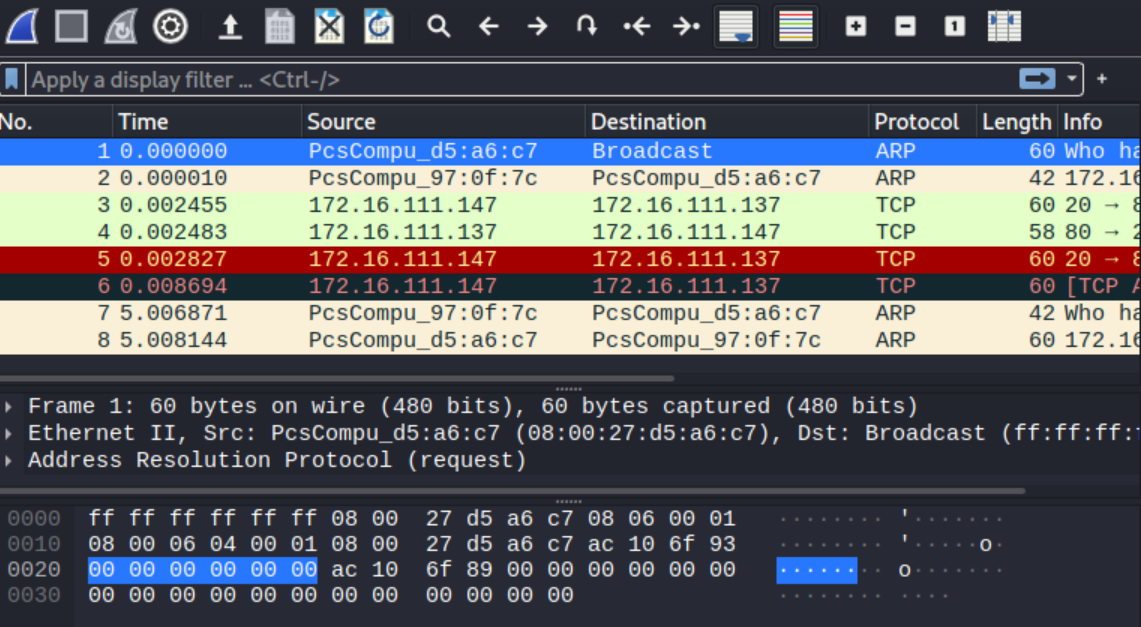 1
Apply a display filter ... <Ctrl-/>
+
No. Time Source Destination Protocol Length Info
1 0.000000 PcsCompu_d5:a6:c7 Broadcast ARP 60 Who ha
2 0.000010 PcsCompu_97:0f:7c PcsCompu_d5:a6:c7 ARP 42 172.16
3 0.002455 172.16.111.147 172.16.111.137 TCP 60 20 → 8
4 0.002483 172.16.111.137 172.16.111.147 TCP 58 80 → 2
5 0.002827 172.16.111.147 172.16.111.137 TCP 60 20 → 8
6 0.008694 172.16.111.147 172.16.111.137 TCP 60 [TCP A
7 5.006871 PcsCompu_97:0f:7c PcsCompu_d5:a6:c7 ARP 42 Who ha
8 5.008144 PcsCompu_d5:a6:c7 PcsCompu_97:0f:7c ARP 60 172.16
Frame 1: 60 bytes on wire (480 bits), 60 bytes captured (480 bits)
Ethernet II, Src: PcsCompu_d5:a6:c7 (08:00:27:d5:a6:c7), Dst: Broadcast (ff:ff:ff:
Address Resolution Protocol (request)
0000 ff ff ff ff ff ff 08 00 27 d5 a6 c7 08 06 00 01 ········ '·······
0010 08 00 06 04 00 01 08 00 27 d5 a6 c7 ac 10 6f 93 ········ '·····o·
0020 00 00 00 00 00 00 ac 10 6f 89 00 00 00 00 00 00 ········ o·······
0030 00 00 00 00 00 00 00 00 00 00 00 00 ········ ····